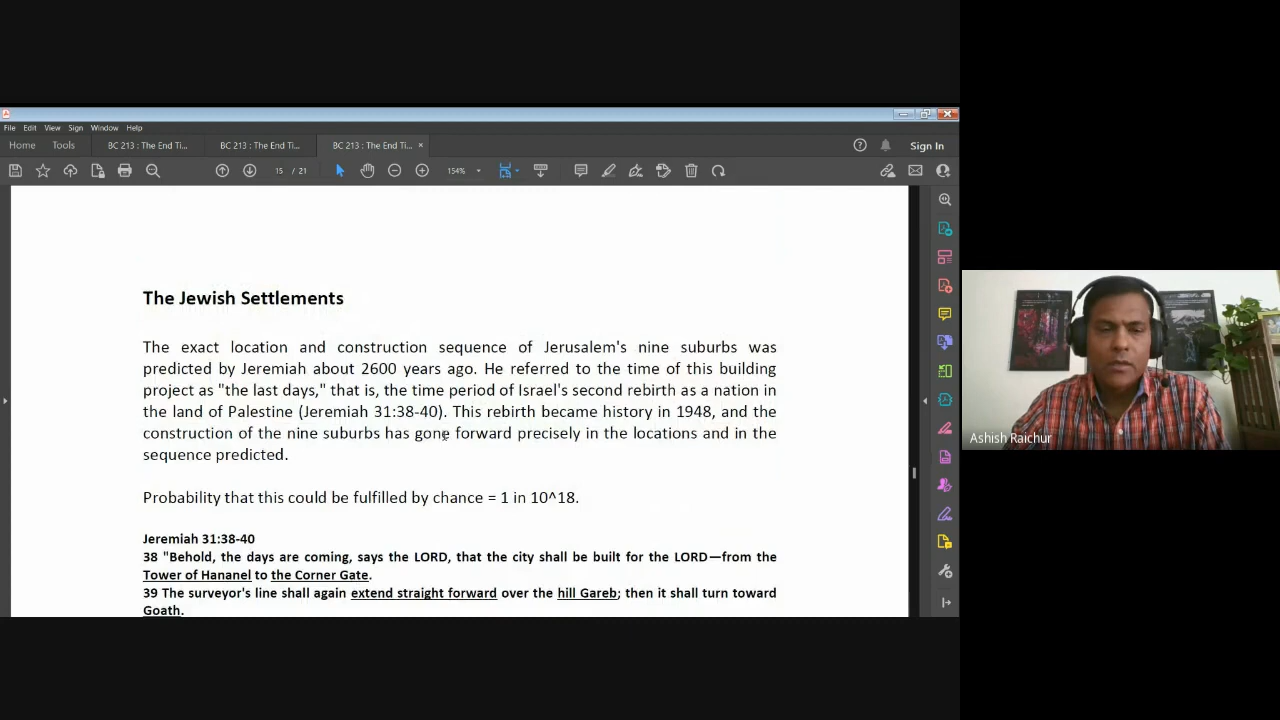 File Edit View Sign Window Help
Home Tools BC 213 : The End Ti... BC 213 : The End Ti... BC 213 : The End Ti... × Sign In
15 / 21 154%
The Jewish Settlements
The exact location and construction sequence of Jerusalem's nine suburbs was
predicted by Jeremiah about 2600 years ago. He referred to the time of this building
project as "the last days," that is, the time period of Israel's second rebirth as a nation in
the land of Palestine (Jeremiah 31:38-40). This rebirth became history in 1948, and the
construction of the nine suburbs has gone forward precisely in the locations and in the
sequence predicted.
Probability that this could be fulfilled by chance = 1 in 10^18.
Jeremiah 31:38-40
38 "Behold, the days are coming, says the LORD, that the city shall be built for the LORD—from the
Tower of Hananel to the Corner Gate.
39 The surveyor's line shall again extend straight forward over the hill Gareb; then it shall turn toward
Goath.
Ashish Raichur